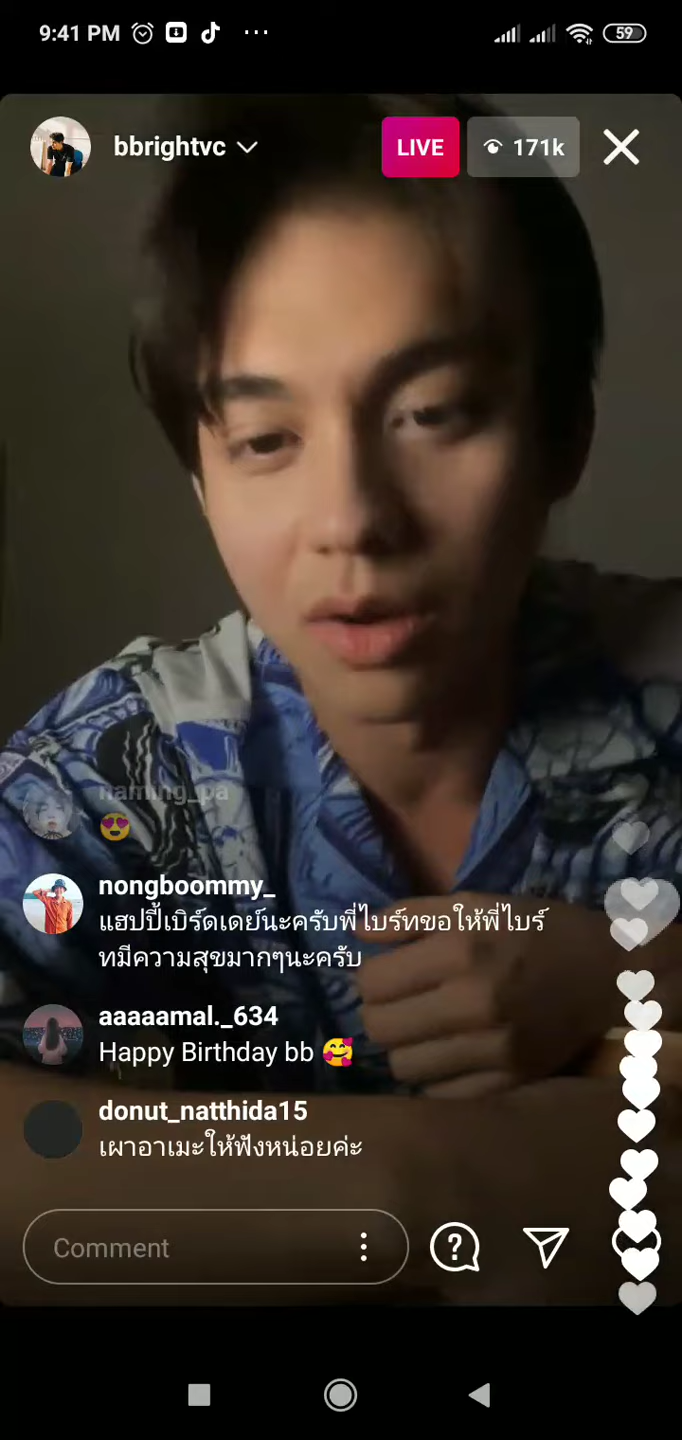 9:41 PM
59
bbrightvc
LIVE
171k
naming_pa
😍
nongboommy_
แฮปปี้เบิร์ดเดย์นะครับพี่ไบร์ทขอให้พี่ไบร์
ทมีความสุขมากๆนะครับ
aaaaamal._634
Happy Birthday bb 🥰
donut_natthida15
เผาอาเมะให้ฟังหน่อยค่ะ
Comment